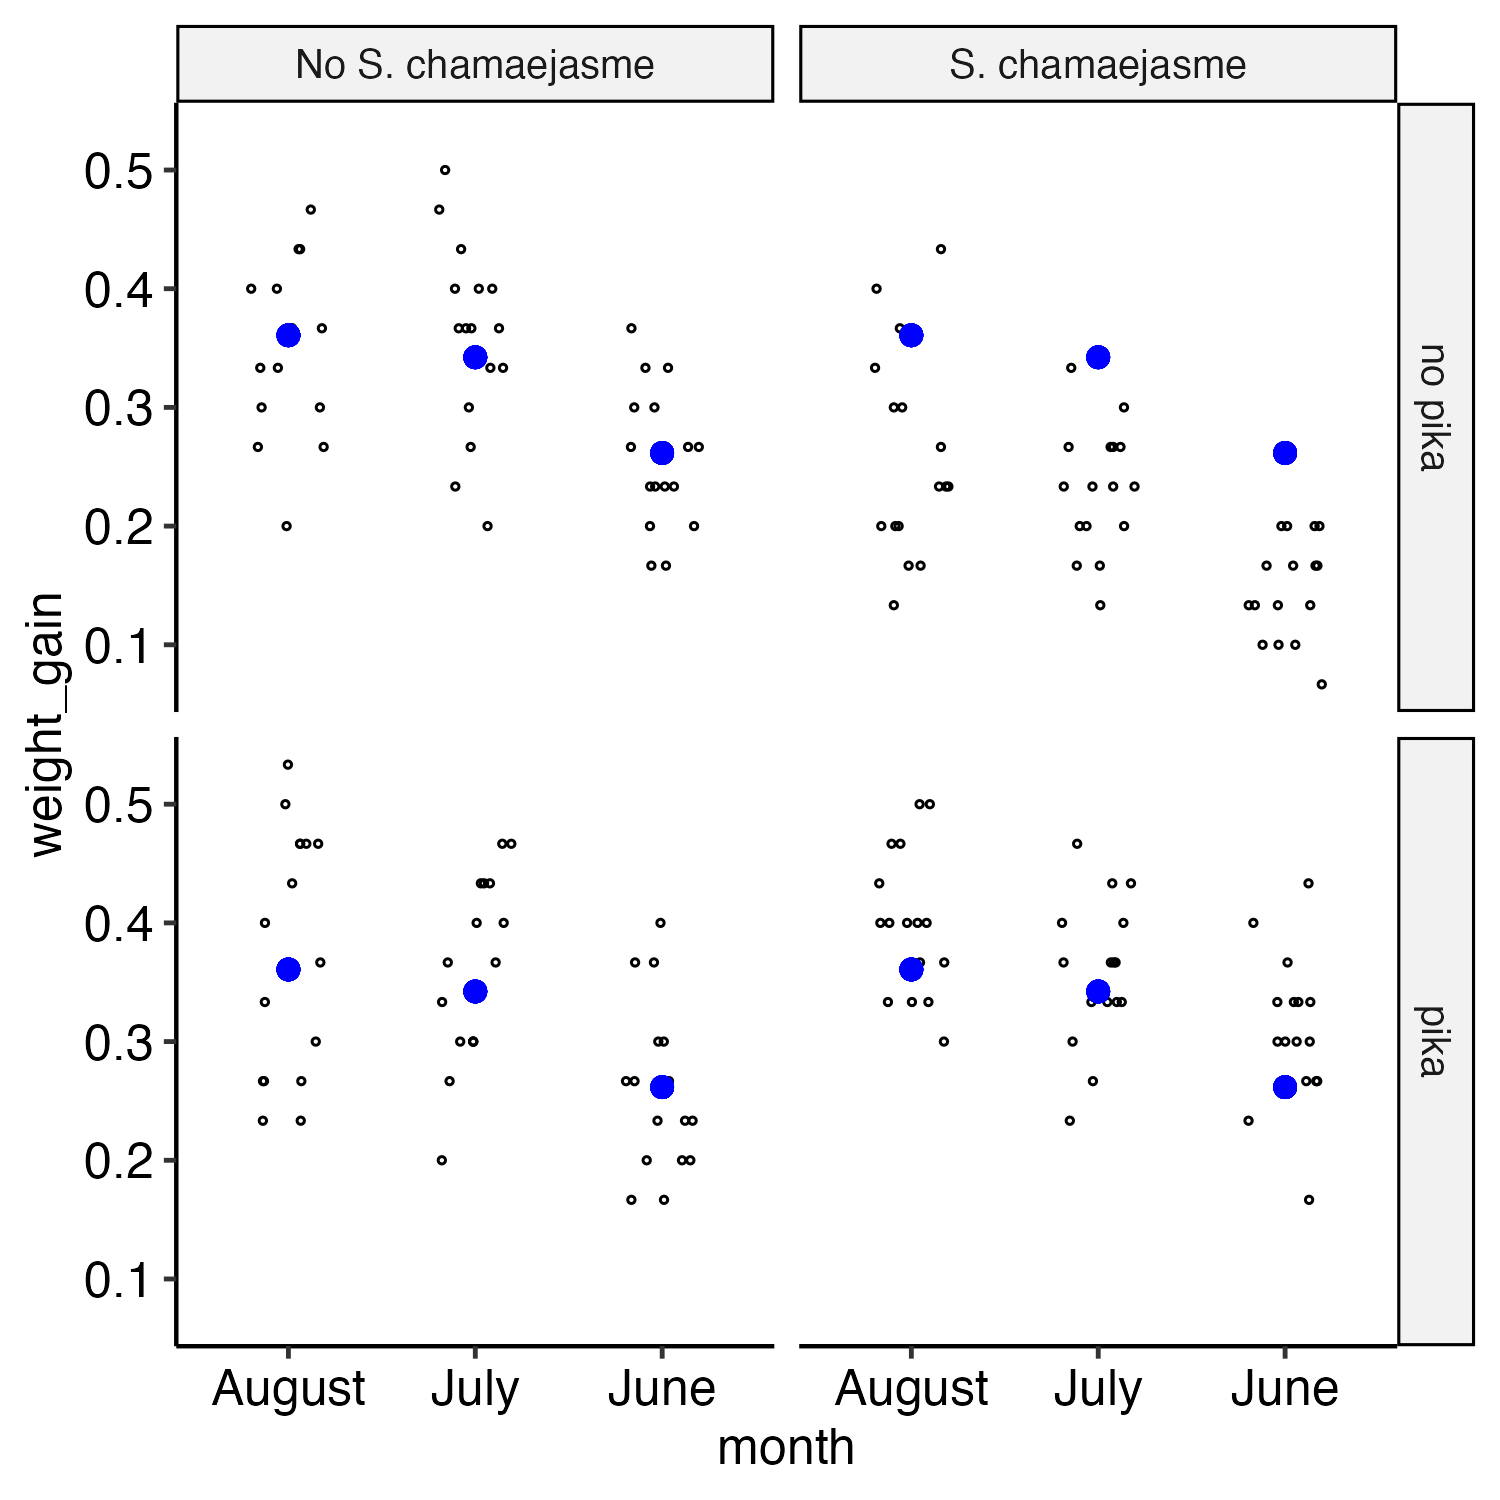 No S. chamaejasme
S. chamaejasme
0.5
0.4
0.3
0.2
0.1
no pika
weight_gain
0.5
0.4
0.3
0.2
0.1
pika
August
July
June
August
July
June
month